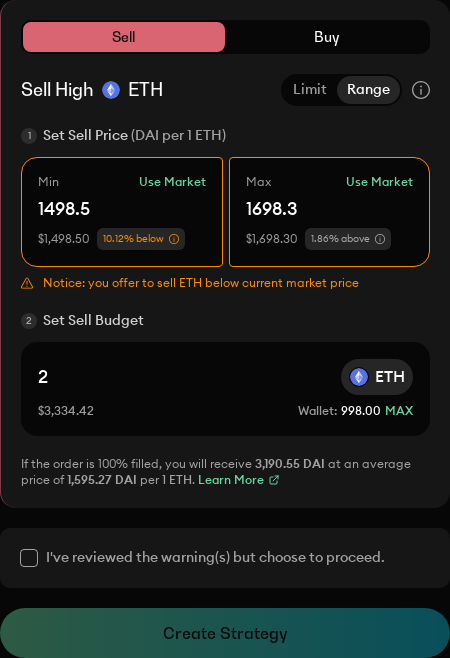 Sell Buy
Sell High ETH Limit Range
1 Set Sell Price (DAI per 1 ETH)
Min Use Market Max Use Market
1498.5 1698.3
$1,498.50 10.12% below $1,698.30 1.86% above
Notice: you offer to sell ETH below current market price
2 Set Sell Budget
2 ETH
$3,334.42 Wallet: 998.00 MAX
If the order is 100% filled, you will receive 3,190.55 DAI at an average
price of 1,595.27 DAI per 1 ETH. Learn More
I've reviewed the warning(s) but choose to proceed.
Create Strategy